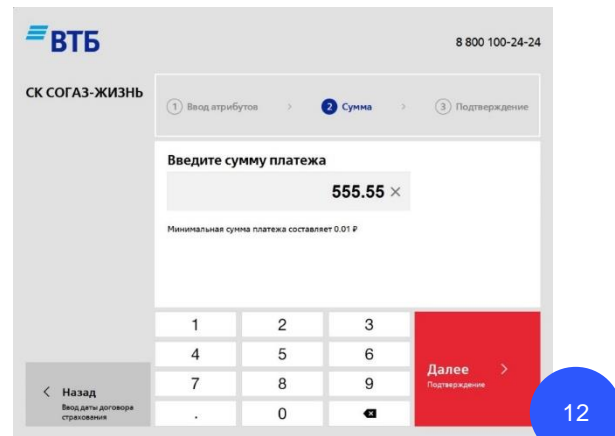 ВТБ
8 800 100-24-24
СК СОГАЗ-ЖИЗНЬ
1 Ввод атрибутов > 2 Сумма > 3 Подтверждение
Введите сумму платежа
555.55 ×
Минимальная сумма платежа составляет 0.01 ₽
1 2 3
4 5 6
7 8 9
. 0
Далее >
Подтверждение
< Назад
Ввод даты договора
страхования
12